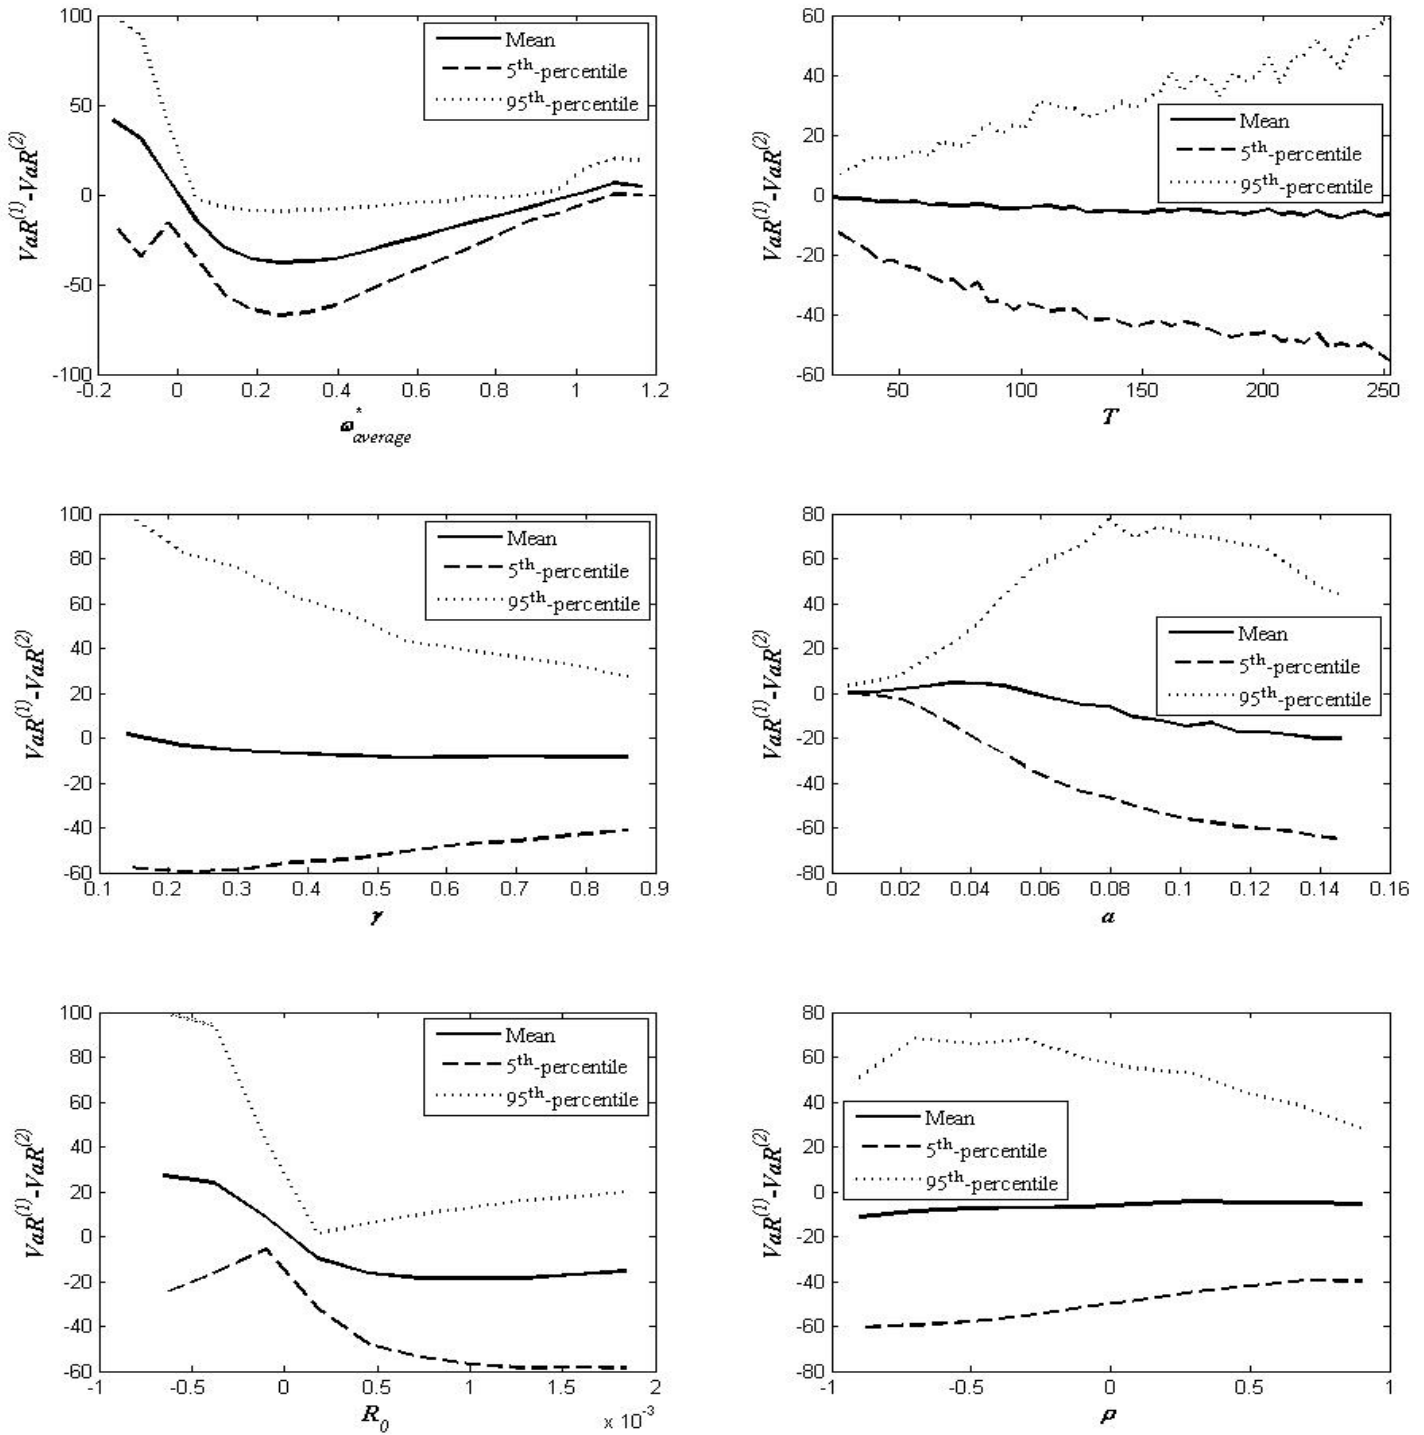 100
50
0
-50
-100
VaR^(1)-VaR^(2)
Mean
5th-percentile
95th-percentile
-0.2 0 0.2 0.4 0.6 0.8 1 1.2
ω*average
60
40
20
0
-20
-40
-60
VaR^(1)-VaR^(2)
Mean
5th-percentile
95th-percentile
50 100 150 200 250
T
100
80
60
40
20
0
-20
-40
-60
VaR^(1)-VaR^(2)
Mean
5th-percentile
95th-percentile
0.1 0.2 0.3 0.4 0.5 0.6 0.7 0.8 0.9
γ
80
60
40
20
0
-20
-40
-60
-80
VaR^(1)-VaR^(2)
Mean
5th-percentile
95th-percentile
0 0.02 0.04 0.06 0.08 0.1 0.12 0.14 0.16
a
100
80
60
40
20
0
-20
-40
-60
VaR^(1)-VaR^(2)
Mean
5th-percentile
95th-percentile
-1 -0.5 0 0.5 1 1.5 2
R0
x 10^-3
80
60
40
20
0
-20
-40
-60
-80
VaR^(1)-VaR^(2)
Mean
5th-percentile
95th-percentile
-1 -0.5 0 0.5 1
ρ